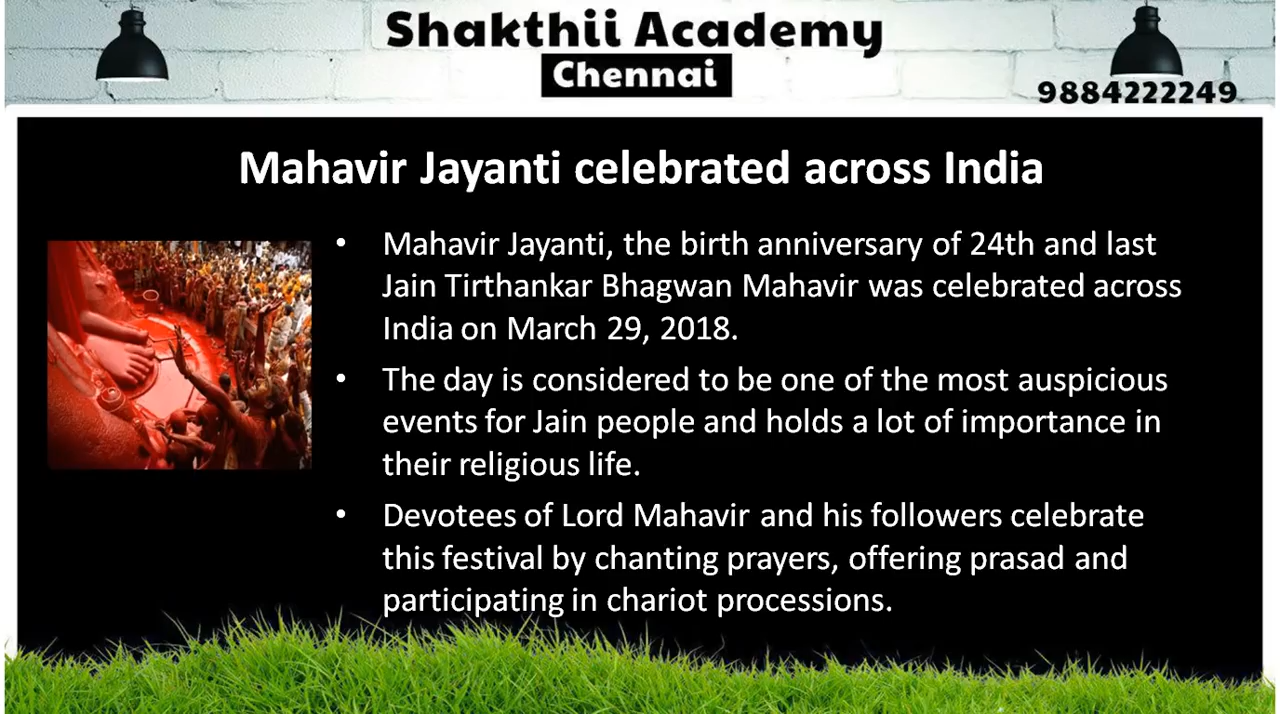 Shakthii Academy
Chennai
9884222249
Mahavir Jayanti celebrated across India
• Mahavir Jayanti, the birth anniversary of 24th and last
Jain Tirthankar Bhagwan Mahavir was celebrated across
India on March 29, 2018.
• The day is considered to be one of the most auspicious
events for Jain people and holds a lot of importance in
their religious life.
• Devotees of Lord Mahavir and his followers celebrate
this festival by chanting prayers, offering prasad and
participating in chariot processions.